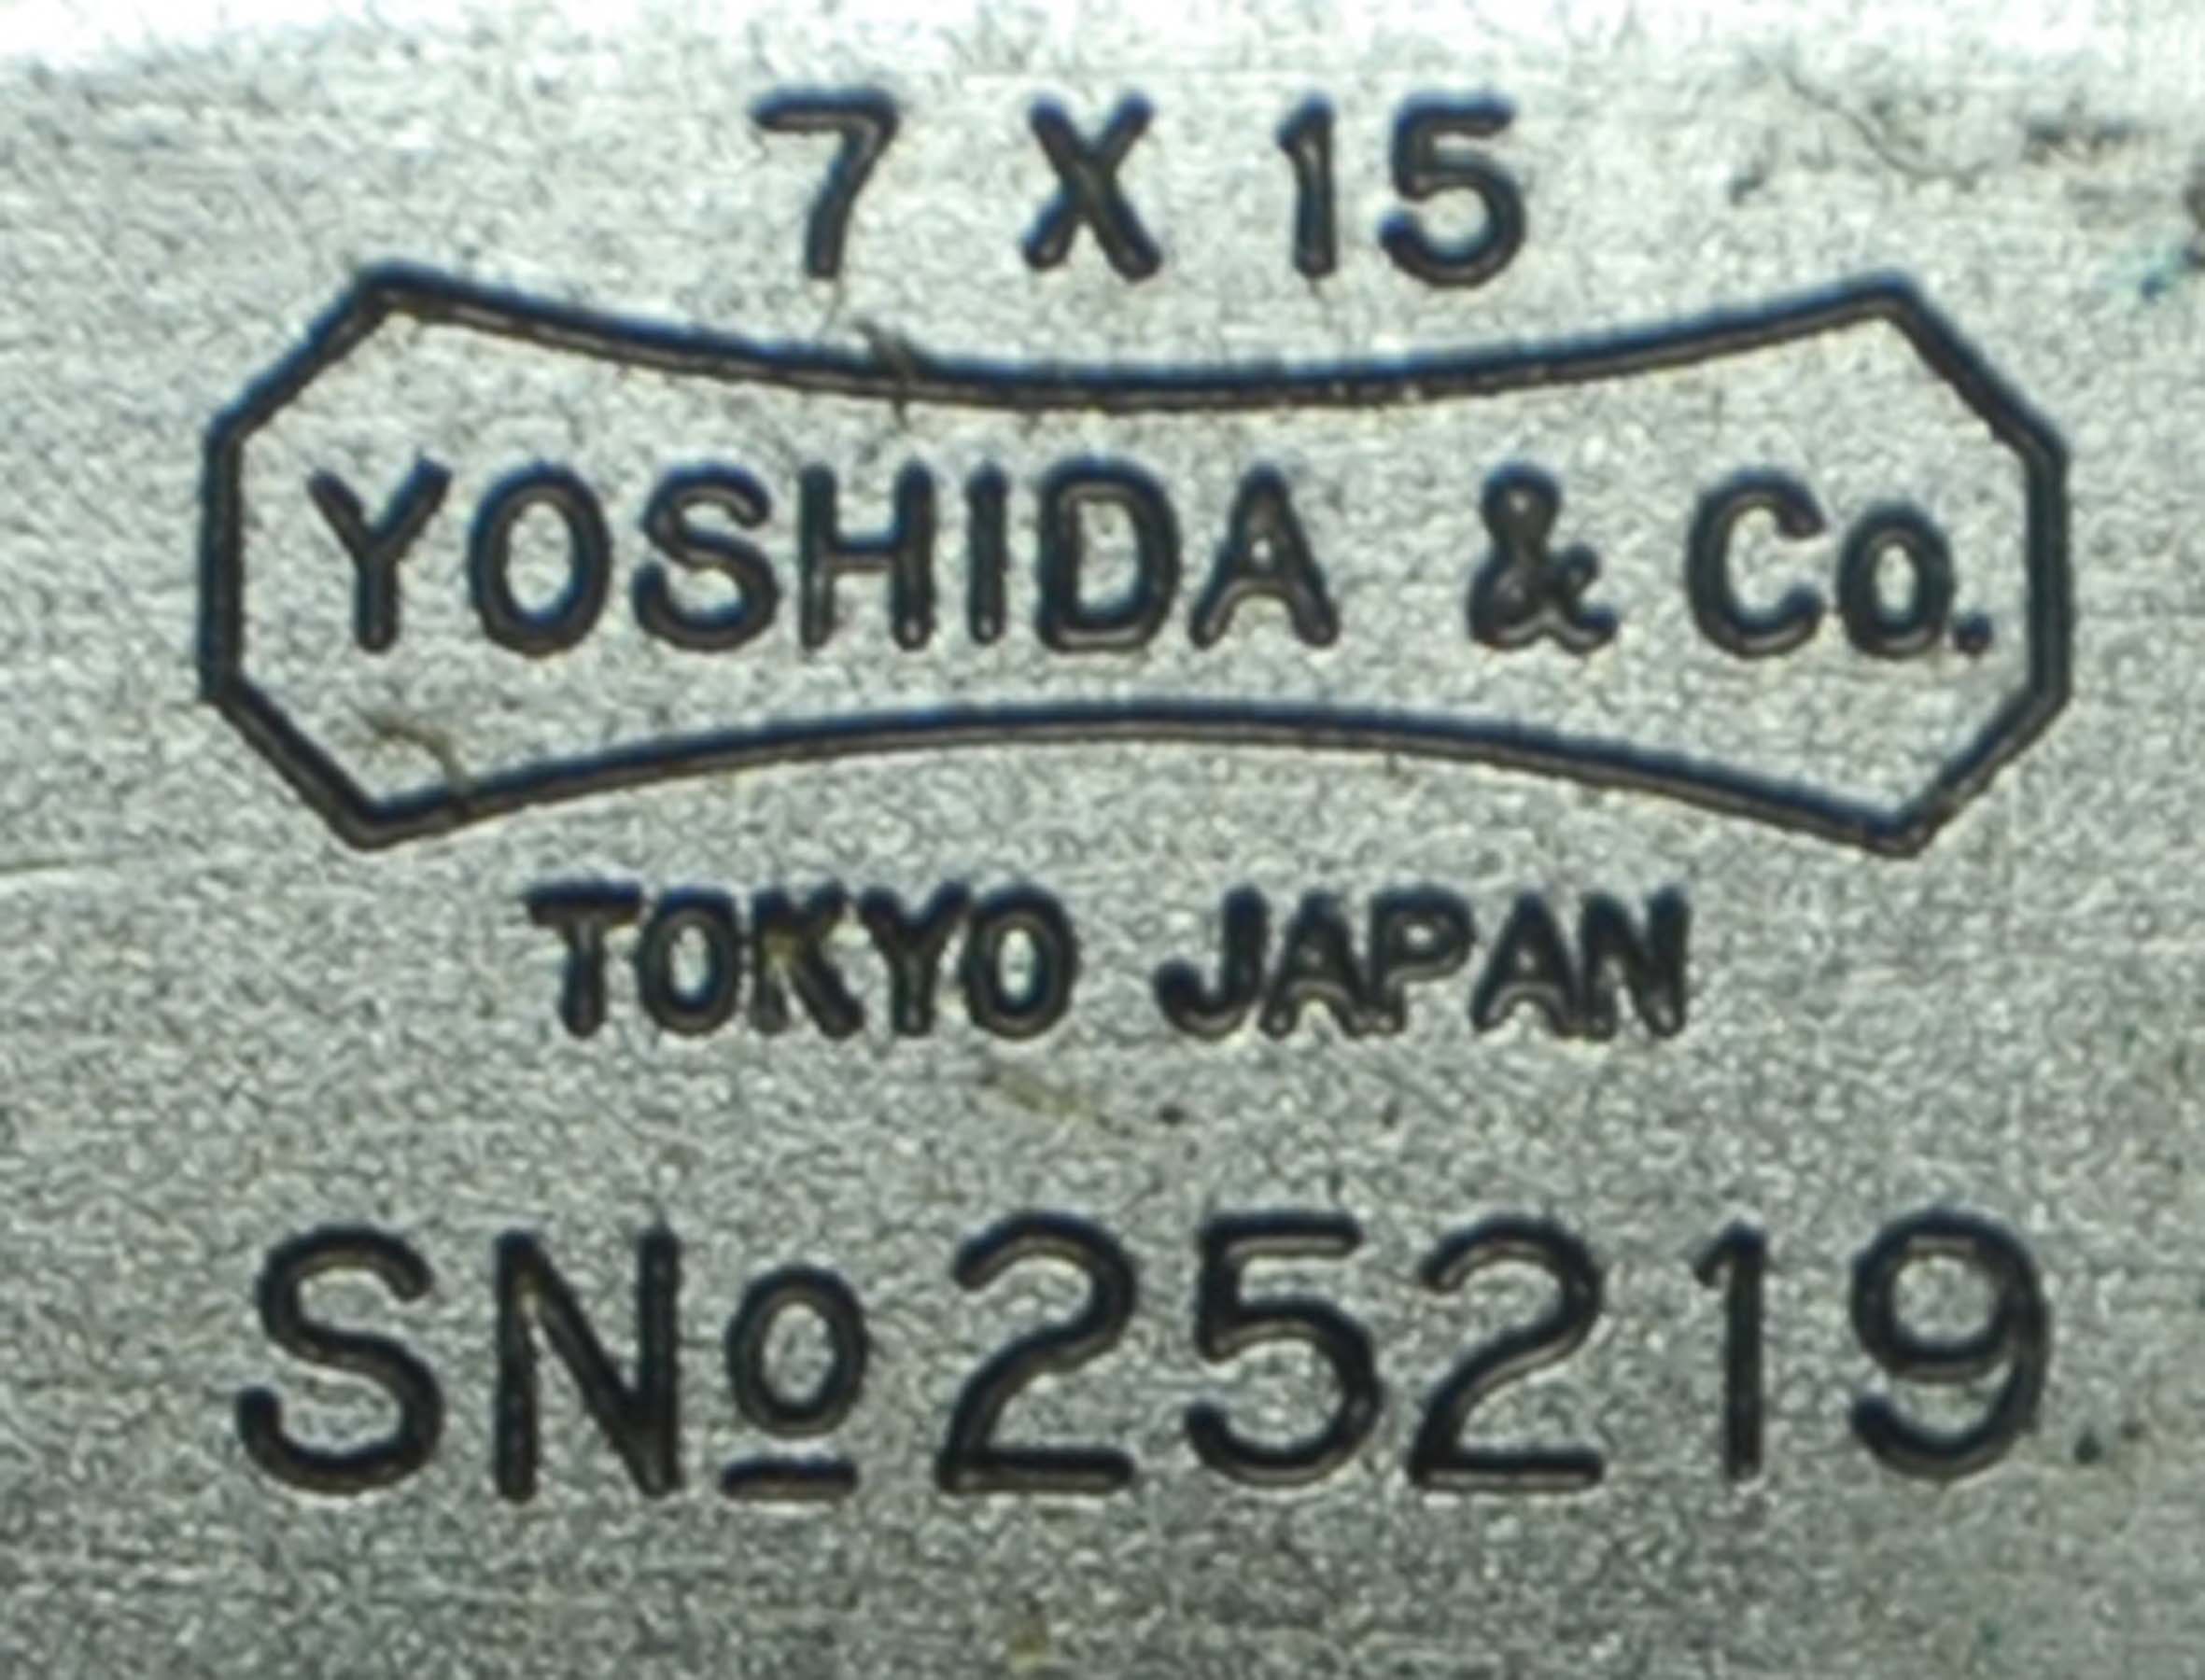 7 X 15
YOSHIDA & Co.
TOKYO JAPAN
SNo 25219